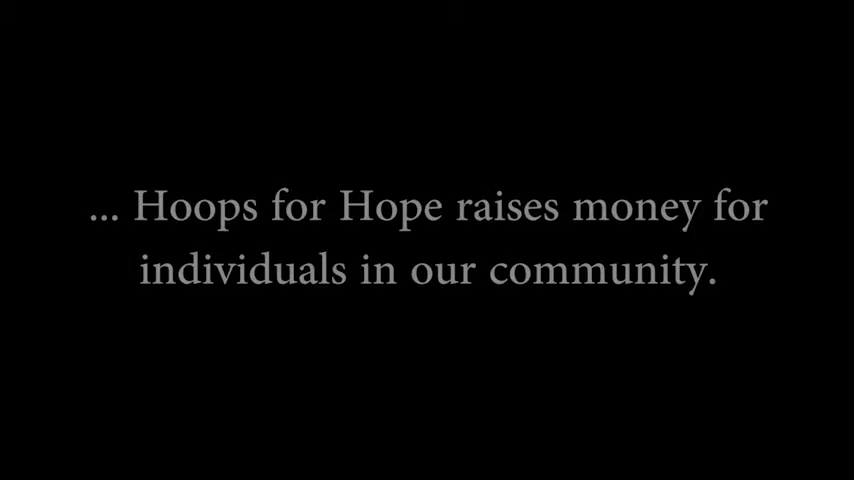 ... Hoops for Hope raises money for
individuals in our community.